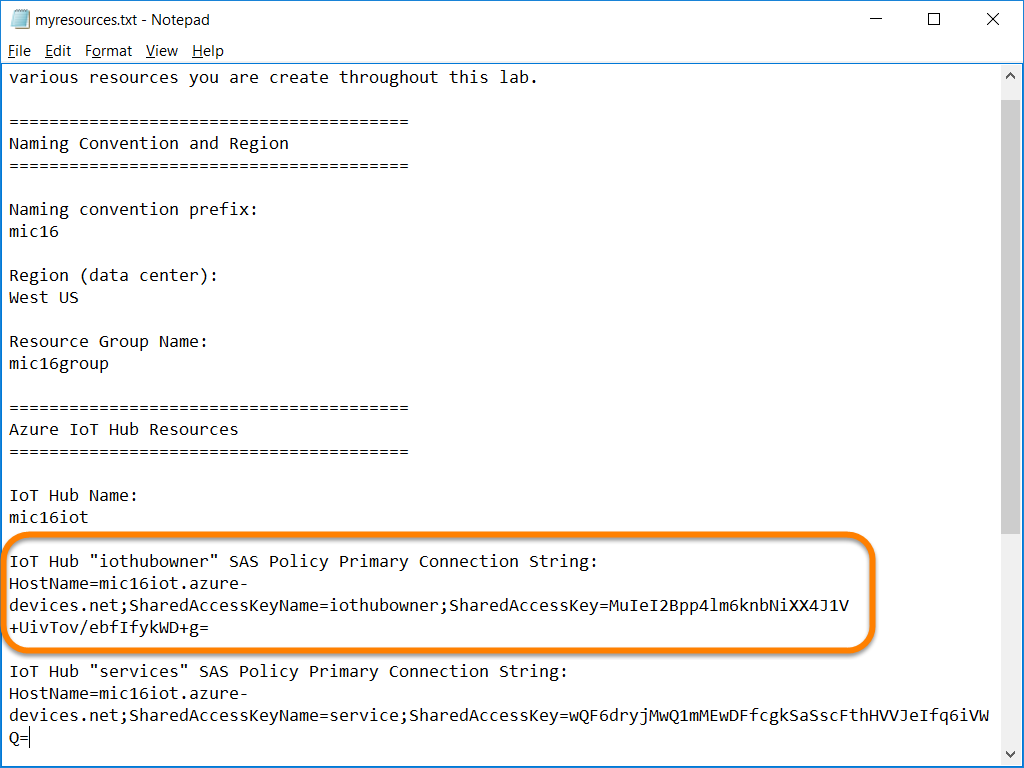 myresources.txt - Notepad
File Edit Format View Help
various resources you are create throughout this lab.
========================================
Naming Convention and Region
========================================
Naming convention prefix:
mic16
Region (data center):
West US
Resource Group Name:
mic16group
========================================
Azure IoT Hub Resources
========================================
IoT Hub Name:
mic16iot
IoT Hub "iothubowner" SAS Policy Primary Connection String:
HostName=mic16iot.azure-
devices.net;SharedAccessKeyName=iothubowner;SharedAccessKey=MuIeI2Bpp4lm6knbNiXX4J1V
+UivTov/ebfIfykWD+g=
IoT Hub "services" SAS Policy Primary Connection String:
HostName=mic16iot.azure-
devices.net;SharedAccessKeyName=service;SharedAccessKey=wQF6dryjMwQ1mMEwDFfcgkSaSscFthHVVJeIfq6iVW
Q=